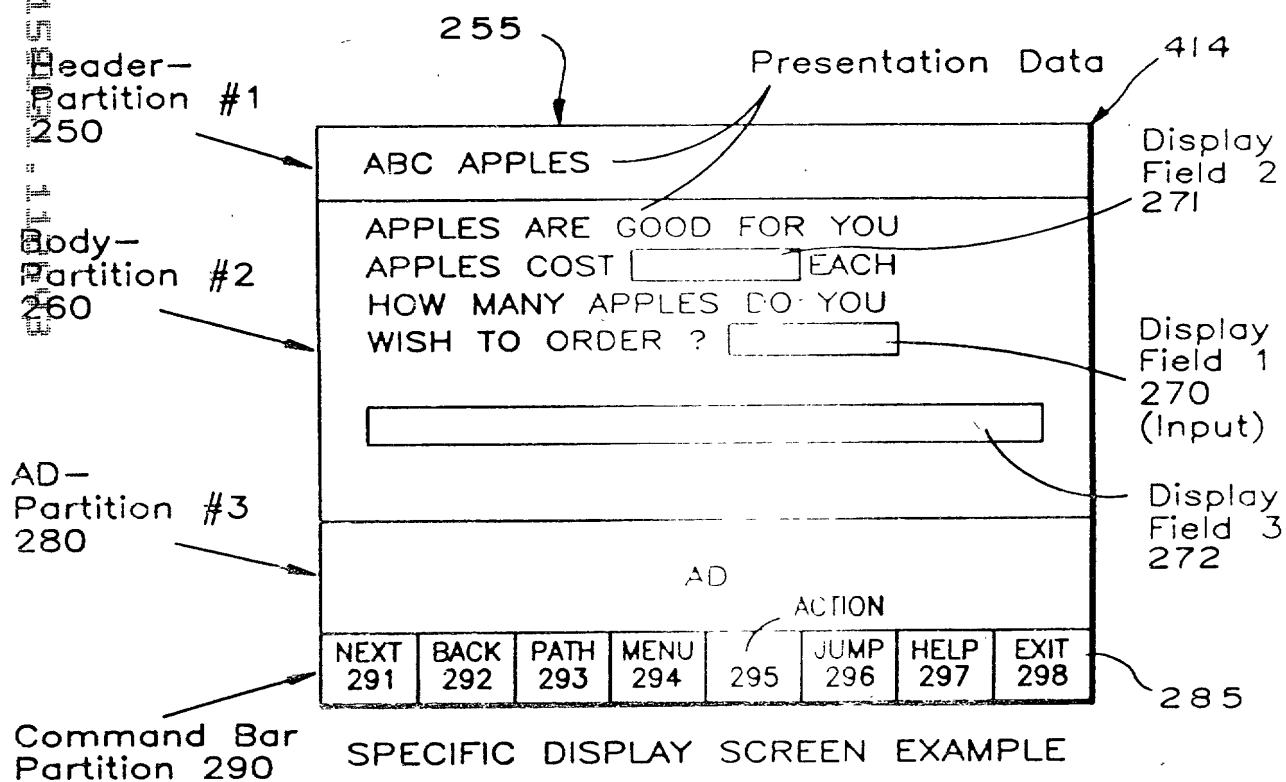 255
414
Header-
Partition #1
250
Presentation Data
ABC APPLES
Display
Field 2
271
APPLES ARE GOOD FOR YOU
APPLES COST EACH
HOW MANY APPLES DO YOU
WISH TO ORDER ?
Body-
Partition #2
260
Display
Field 1
270
(Input)
Display
Field 3
272
AD-
Partition #3
280
AD
ACTION
NEXT BACK PATH MENU JUMP HELP EXIT
291 292 293 294 295 296 297 298
285
Command Bar
Partition 290
SPECIFIC DISPLAY SCREEN EXAMPLE